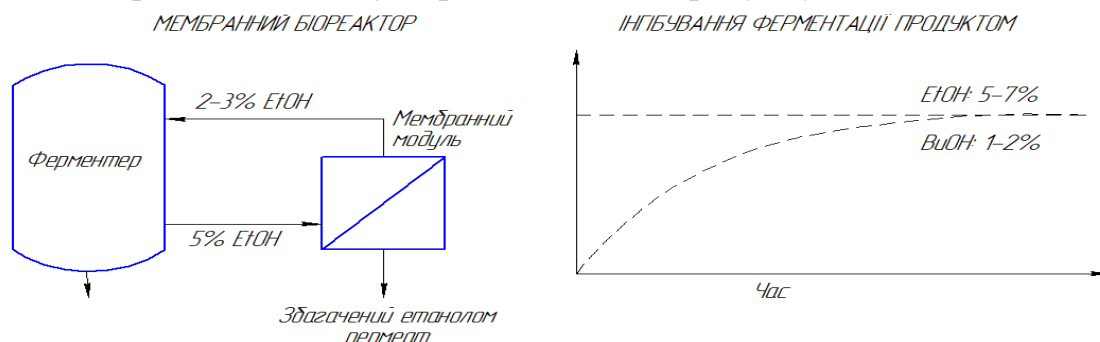 МЕМБРАННИЙ БІОРЕАКТОР
2-3% EtOH
Мембранний
модуль
Ферментер
5% EtOH
Збагачений етанолом
пермеат
ІНГІБУВАННЯ ФЕРМЕНТАЦІЇ ПРОДУКТОМ
EtOH: 5-7%
BuOH: 1-2%
Час